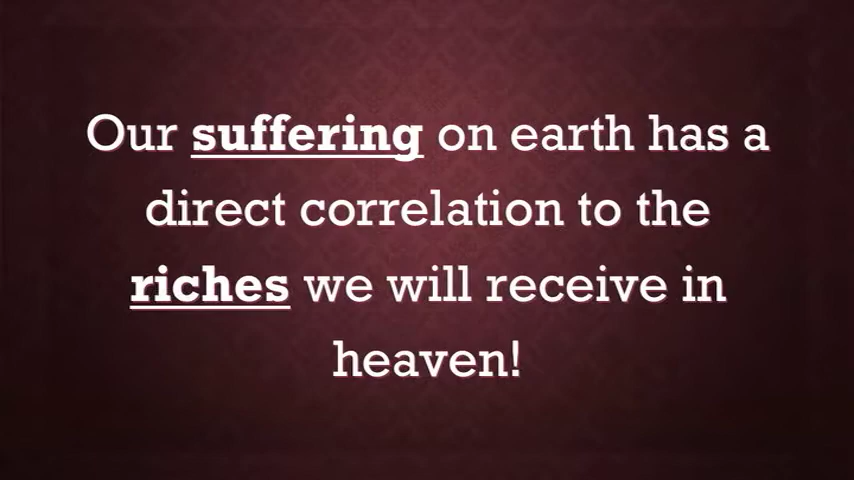 Our suffering on earth has a
direct correlation to the
riches we will receive in
heaven!